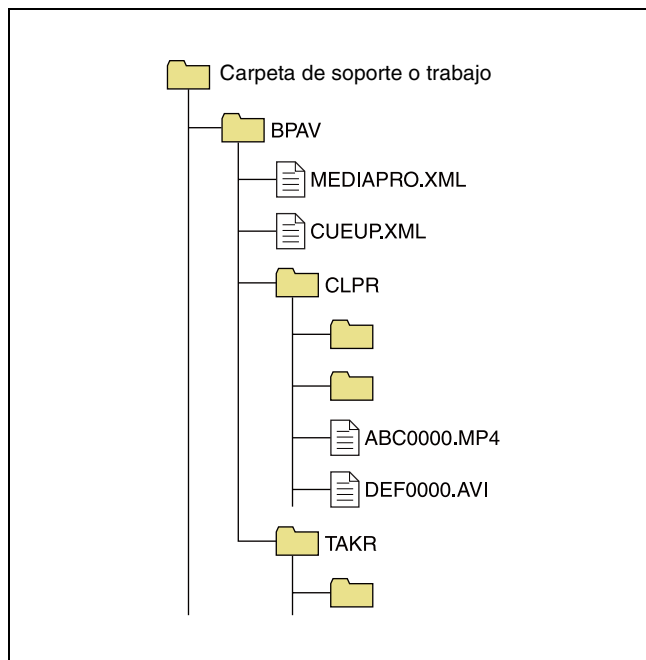 Carpeta de soporte o trabajo
BPAV
MEDIAPRO.XML
CUEUP.XML
CLPR
ABC0000.MP4
DEF0000.AVI
TAKR